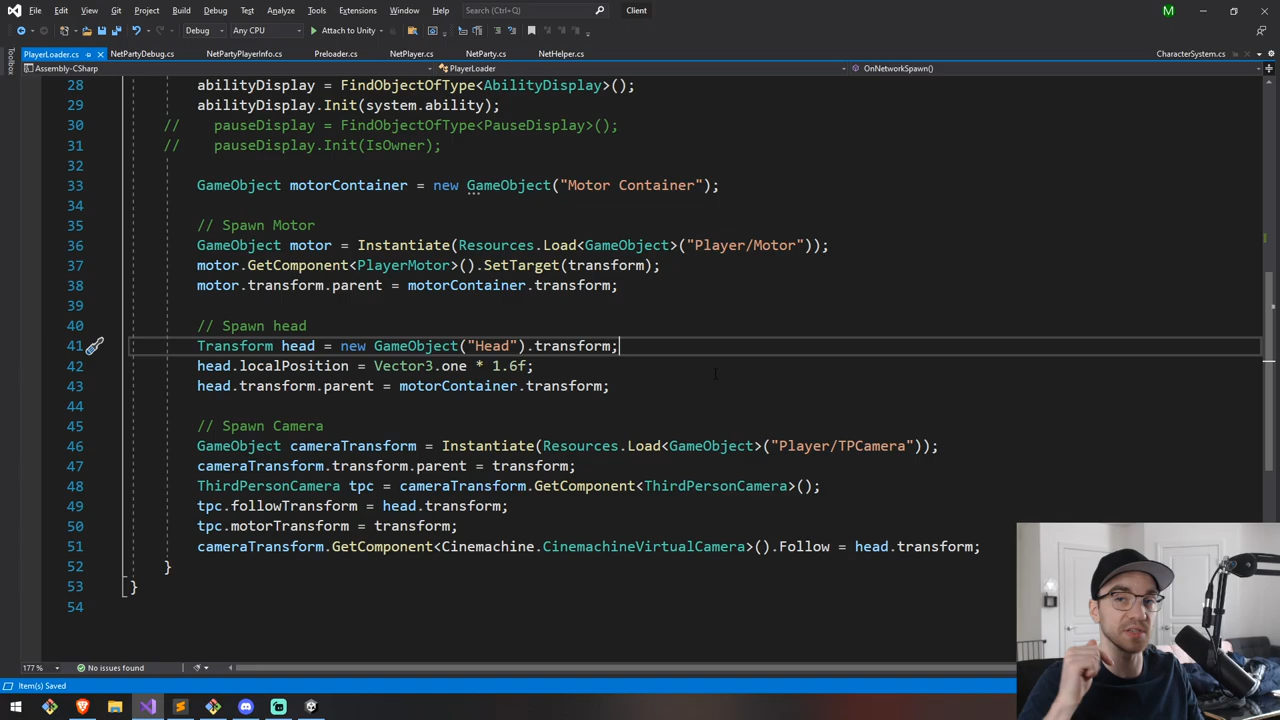 File Edit View Git Project Build Debug Test Analyze Tools Extensions Window Help Search (Ctrl+Q) Client M
Debug Any CPU Attach to Unity
PlayerLoader.cs NetPartyDebug.cs NetPartyPlayerInfo.cs Preloader.cs NetPlayer.cs NetParty.cs NetHelper.cs CharacterSystem.cs
Toolbox
Assembly-CSharp PlayerLoader OnNetworkSpawn()
28 abilityDisplay = FindObjectOfType<AbilityDisplay>();
29 abilityDisplay.Init(system.ability);
30 // pauseDisplay = FindObjectOfType<PauseDisplay>();
31 // pauseDisplay.Init(IsOwner);
32
33 GameObject motorContainer = new GameObject("Motor Container");
34
35 // Spawn Motor
36 GameObject motor = Instantiate(Resources.Load<GameObject>("Player/Motor"));
37 motor.GetComponent<PlayerMotor>().SetTarget(transform);
38 motor.transform.parent = motorContainer.transform;
39
40 // Spawn head
41 Transform head = new GameObject("Head").transform;
42 head.localPosition = Vector3.one * 1.6f;
43 head.transform.parent = motorContainer.transform;
44
45 // Spawn Camera
46 GameObject cameraTransform = Instantiate(Resources.Load<GameObject>("Player/TPCamera"));
47 cameraTransform.transform.parent = transform;
48 ThirdPersonCamera tpc = cameraTransform.GetComponent<ThirdPersonCamera>();
49 tpc.followTransform = head.transform;
50 tpc.motorTransform = transform;
51 cameraTransform.GetComponent<Cinemachine.CinemachineVirtualCamera>().Follow = head.transform;
52 }
53 }
54
177 % No issues found
Item(s) Saved